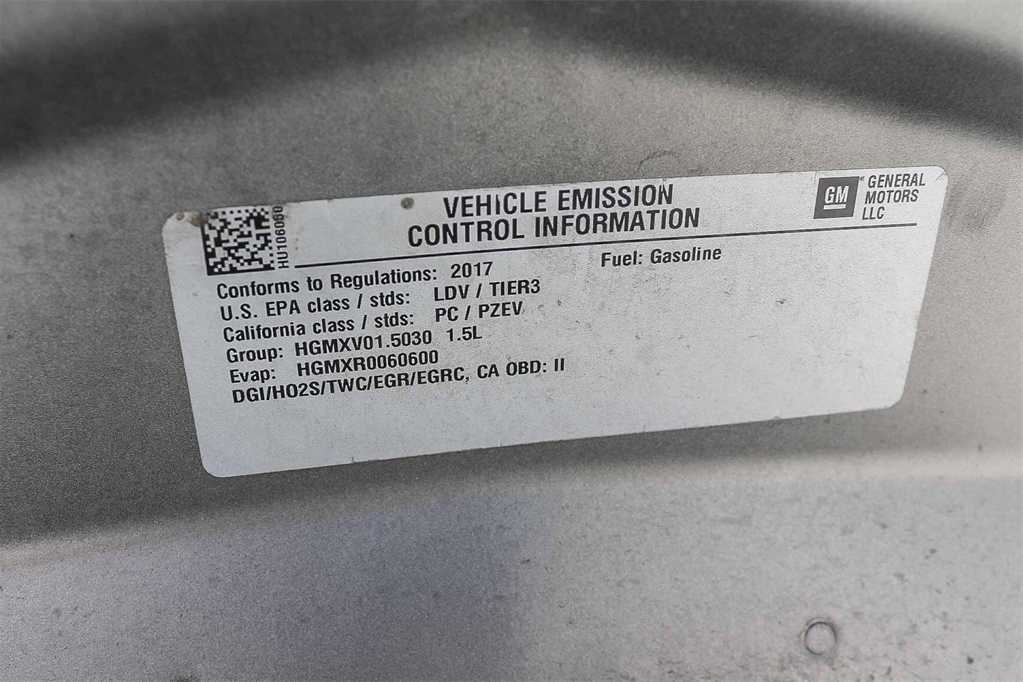 VEHICLE EMISSION
CONTROL INFORMATION
GM
GENERAL
MOTORS
LLC
HU106080
Conforms to Regulations: 2017
Fuel: Gasoline
U.S. EPA class / stds: LDV / TIER3
California class / stds: PC / PZEV
Group: HGMXV01.5030 1.5L
Evap: HGMXR0060600
DGI/HO2S/TWC/EGR/EGRC, CA OBD: II